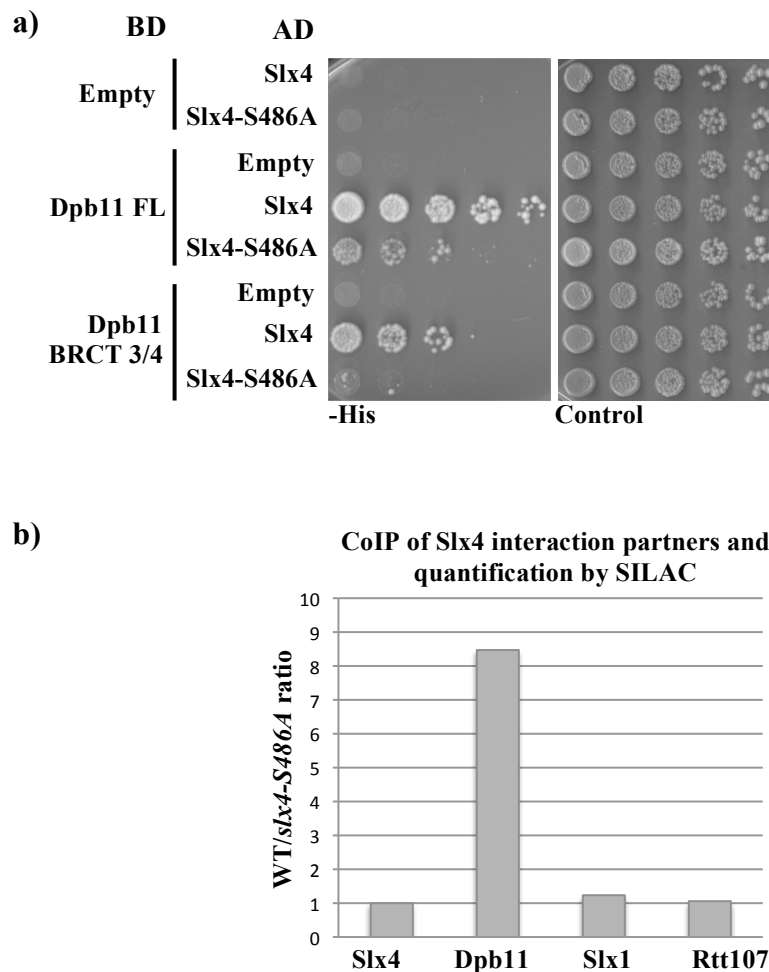 a)
BD AD
Empty
Slx4
Slx4-S486A
Dpb11 FL
Empty
Slx4
Slx4-S486A
Dpb11
BRCT 3/4
Empty
Slx4
Slx4-S486A
-His
Control
b)
CoIP of Slx4 interaction partners and
quantification by SILAC
WT/slx4-S486A ratio
10
9
8
7
6
5
4
3
2
1
0
Slx4 Dpb11 Slx1 Rtt107